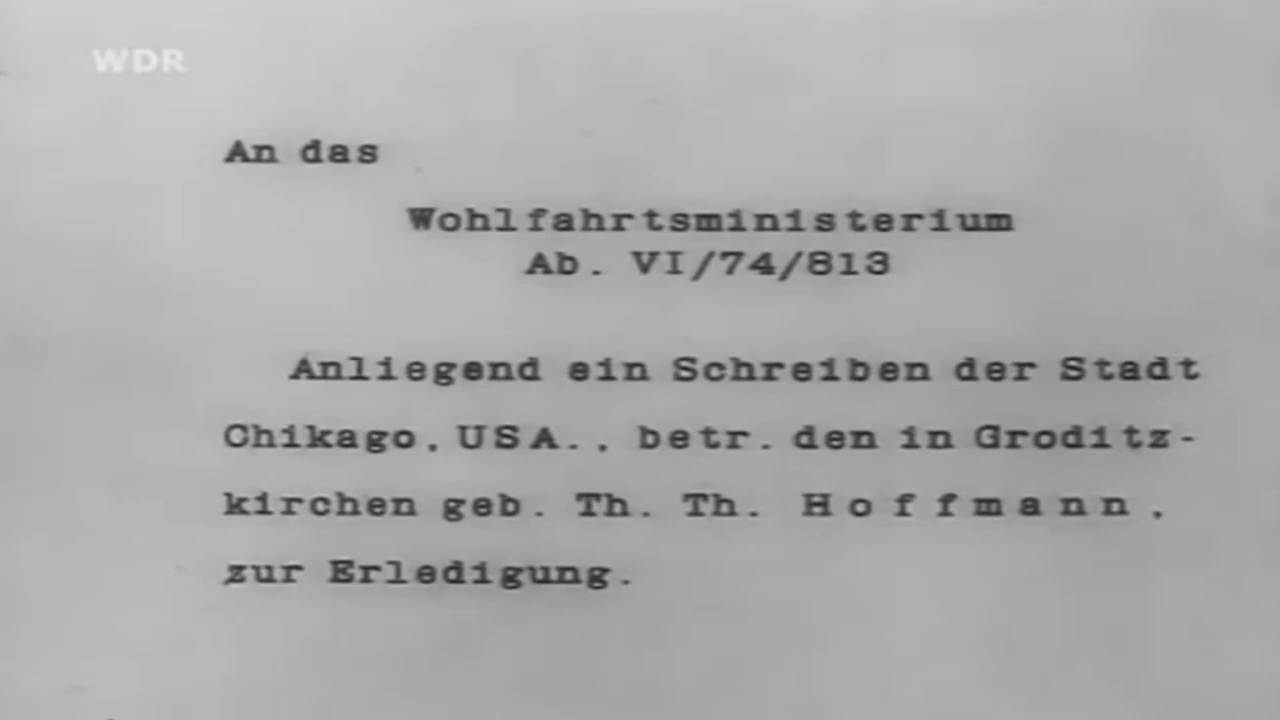 WDR
An das
Wohlfahrtsministerium
Ab. VI/74/813
Anliegend ein Schreiben der Stadt
Chikago, USA., betr. den in Groditz-
kirchen geb. Th. Th. Hoffmann,
zur Erledigung.